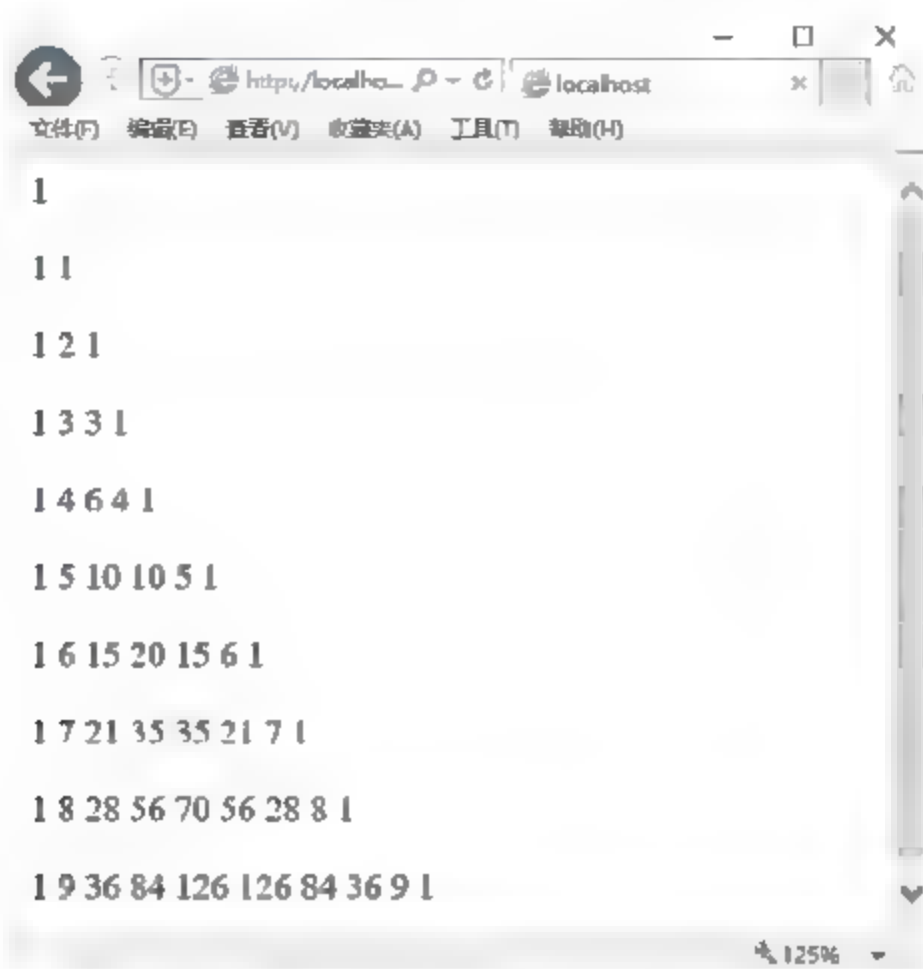 http://localho... localhost
文件(F) 编辑(E) 查看(V) 收藏夹(A) 工具(T) 帮助(H)
1
1 1
1 2 1
1 3 3 1
1 4 6 4 1
1 5 10 10 5 1
1 6 15 20 15 6 1
1 7 21 35 35 21 7 1
1 8 28 56 70 56 28 8 1
1 9 36 84 126 126 84 36 9 1
125%